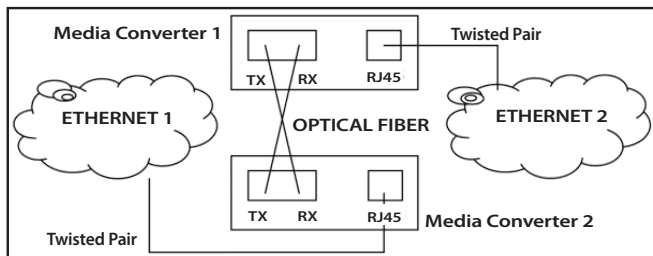 Media Converter 1
Twisted Pair
TX RX RJ45
ETHERNET 1
OPTICAL FIBER
ETHERNET 2
TX RX RJ45
Media Converter 2
Twisted Pair